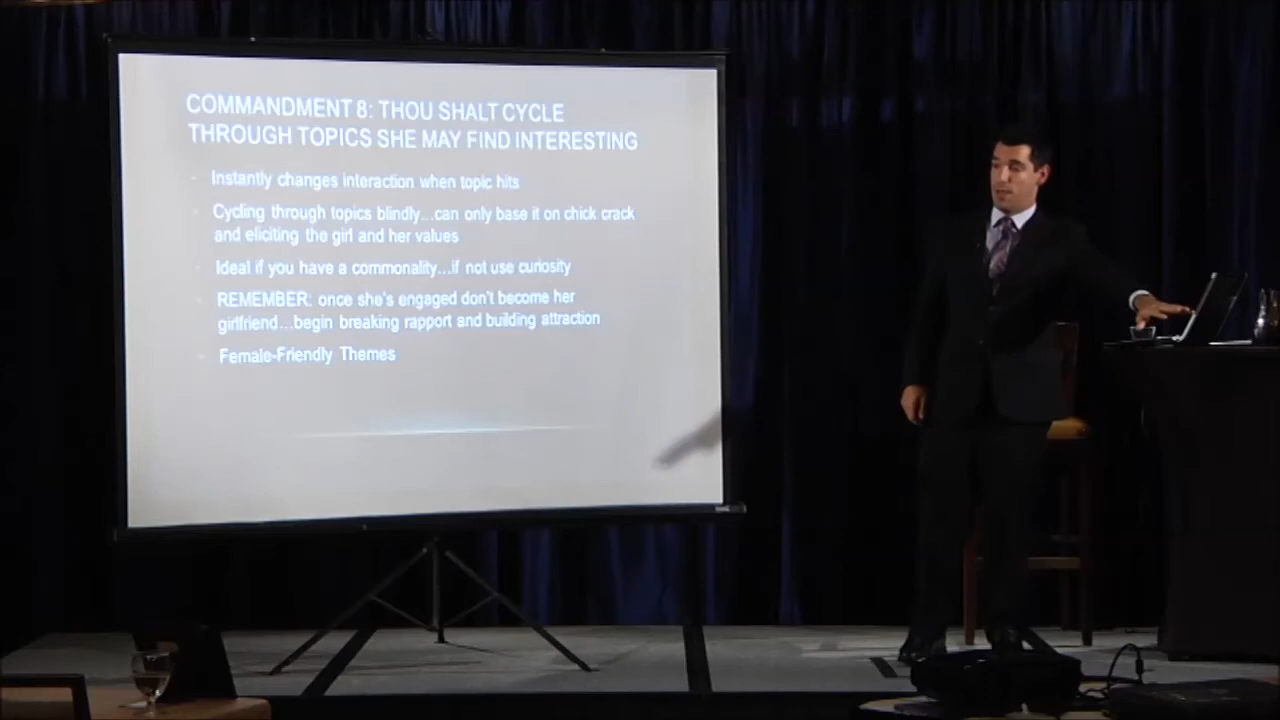 COMMANDMENT 8: THOU SHALT CYCLE
THROUGH TOPICS SHE MAY FIND INTERESTING
Instantly changes interaction when topic hits
Cycling through topics blindly...can only base it on chick crack
and eliciting the girl and her values
Ideal if you have a commonality...if not use curiosity
REMEMBER: once she's engaged don't become her
girlfriend...begin breaking rapport and building attraction
Female-Friendly Themes